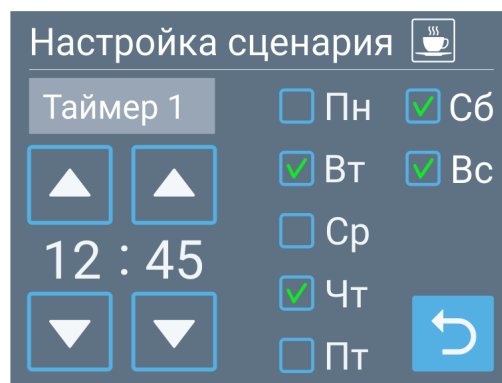 Настройка сценария
Таймер 1
12 : 45
Пн
Вт
Ср
Чт
Пт
Сб
Вс